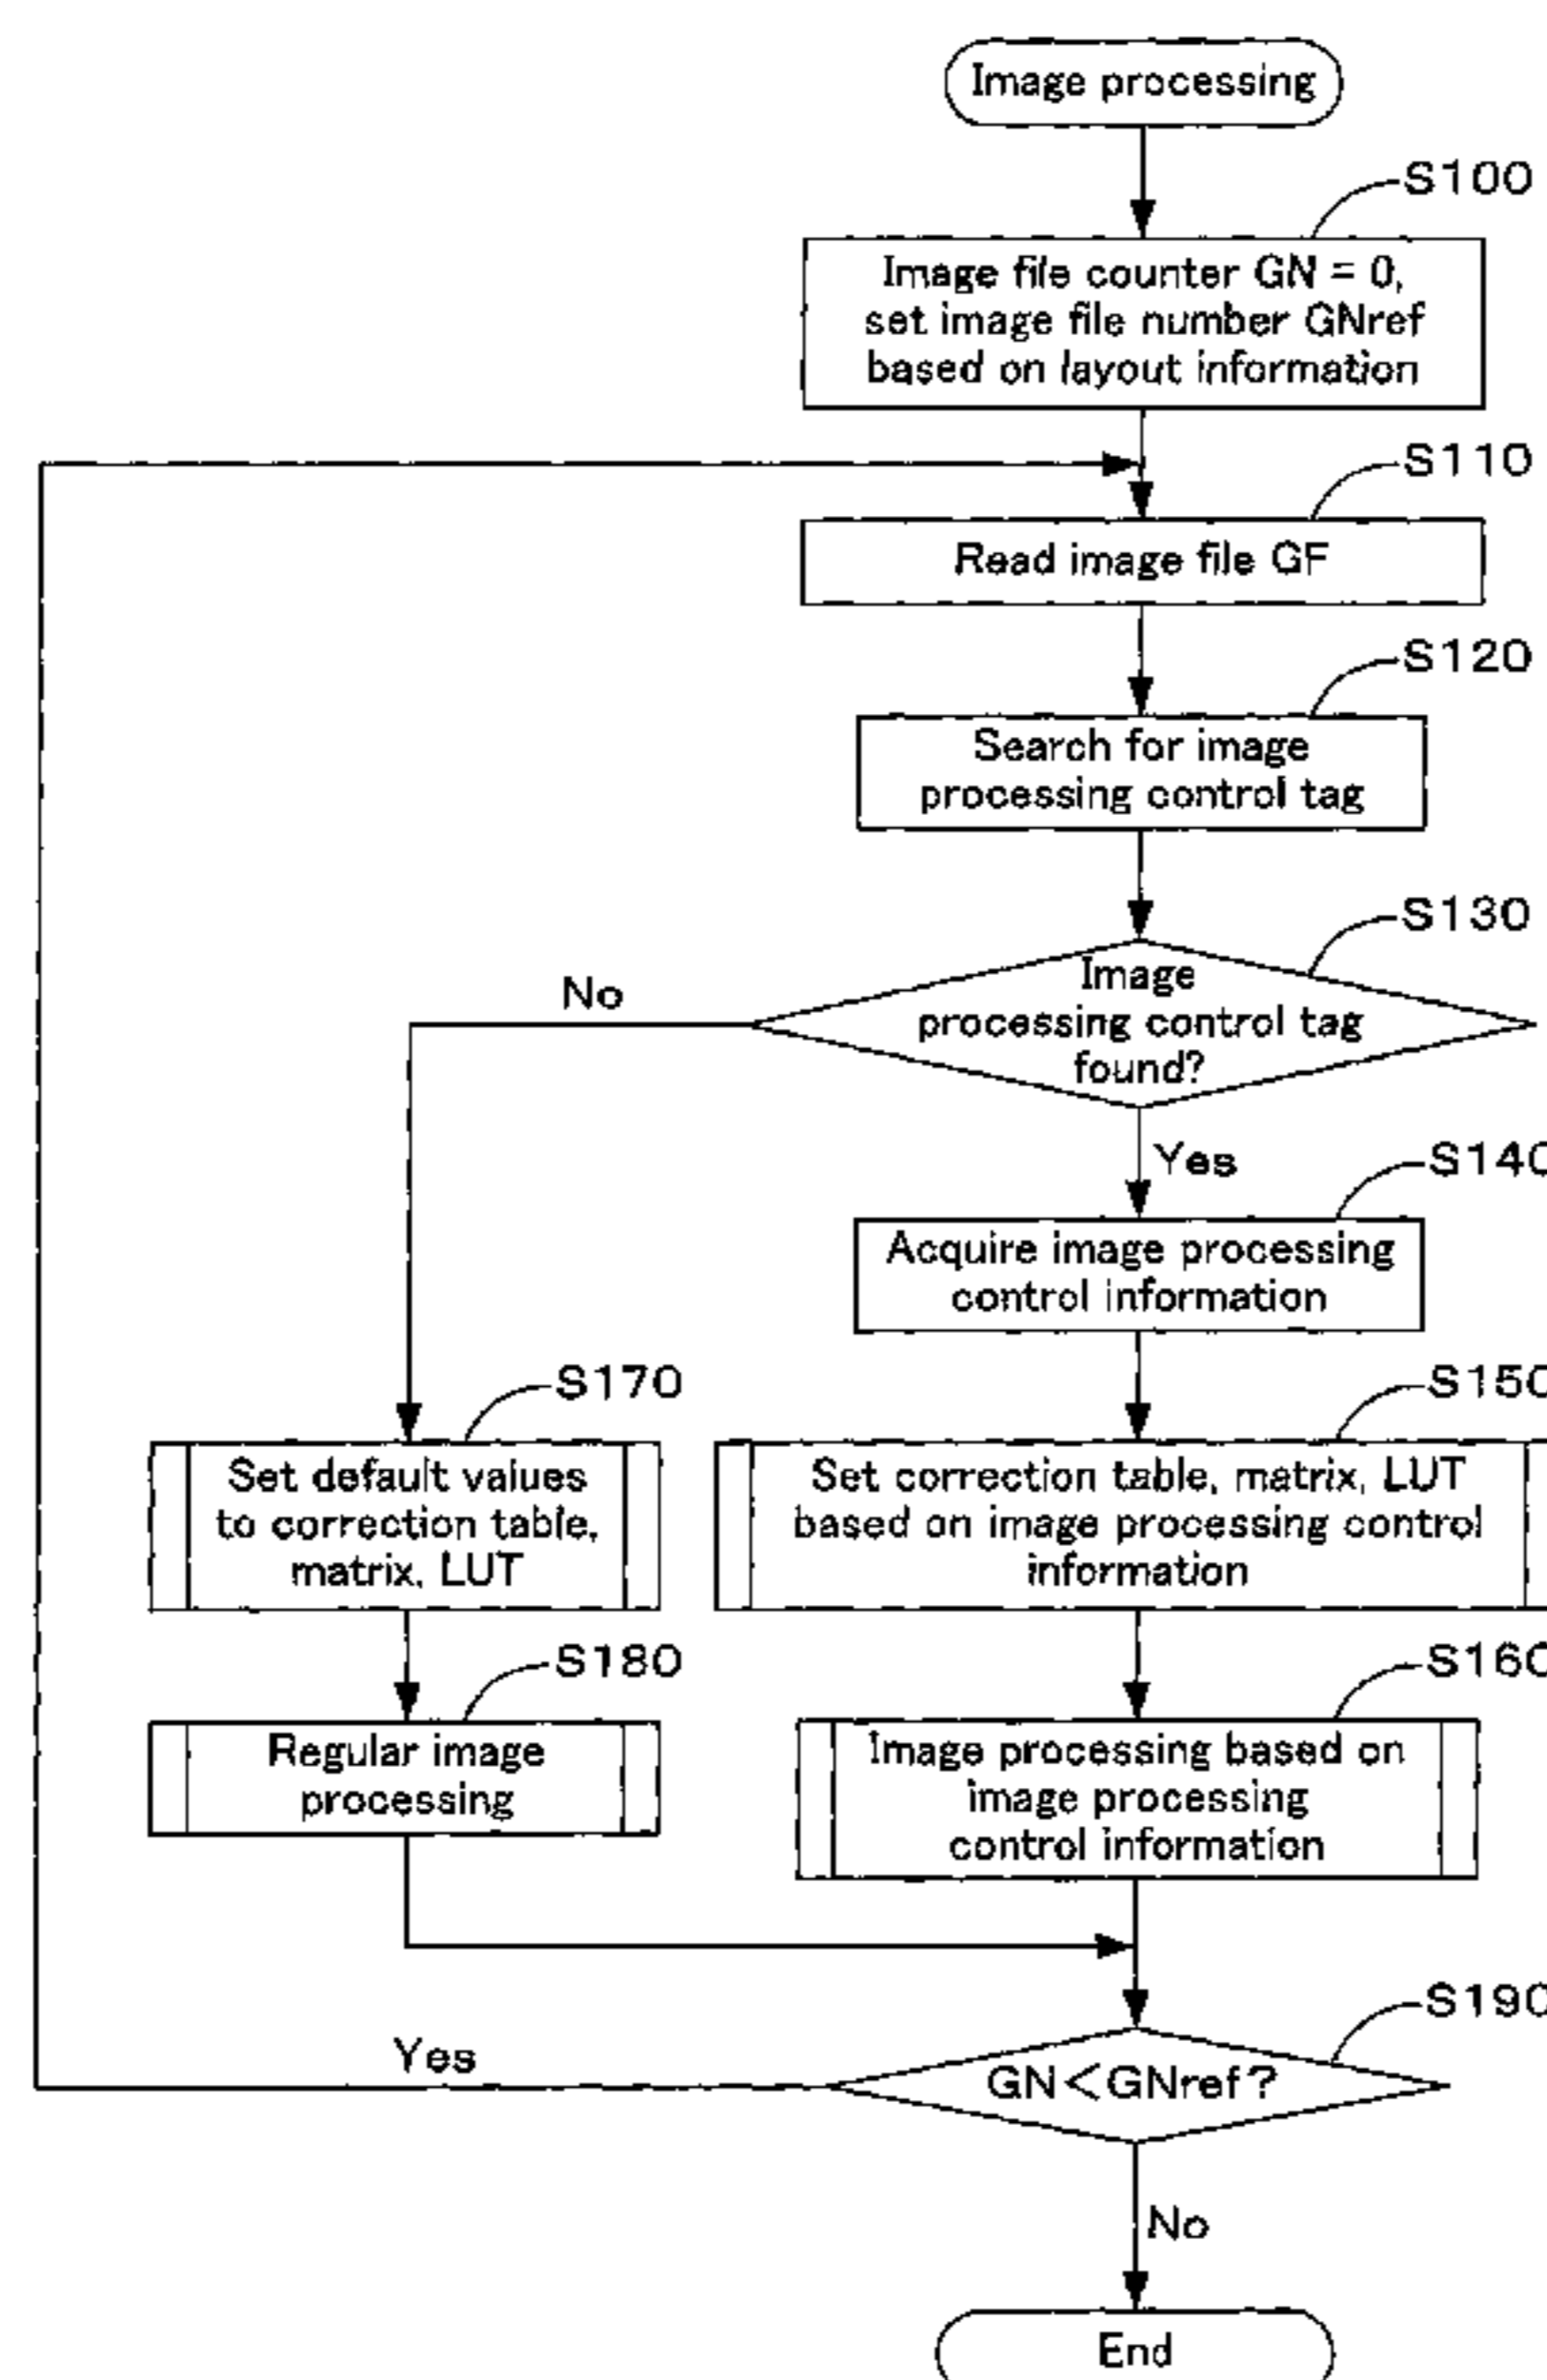 Image processing
S100
Image file counter GN = 0,
set image file number GNref
based on layout information
S110
Read image file GF
S120
Search for image
processing control tag
S130
Image
processing control tag
found?
No
Yes
S140
Acquire image processing
control information
S170
Set default values
to correction table,
matrix, LUT
S150
Set correction table, matrix, LUT
based on image processing control
information
S180
Regular image
processing
S160
Image processing based on
image processing
control information
S190
GN<GNref?
Yes
No
End